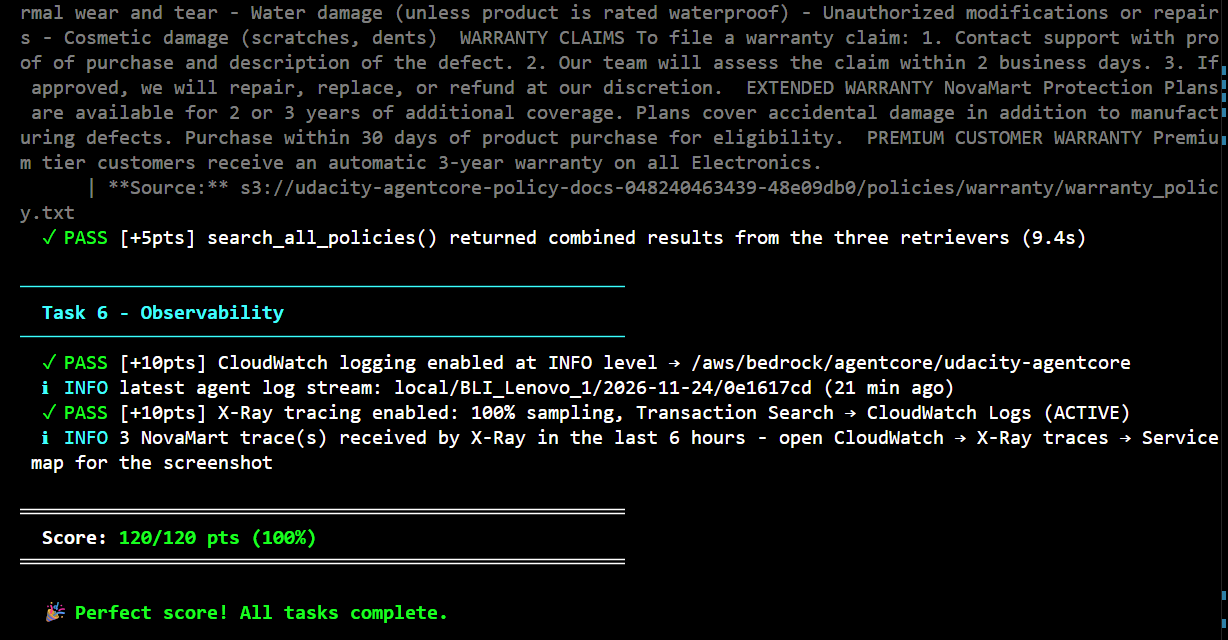 rmal wear and tear - Water damage (unless product is rated waterproof) - Unauthorized modifications or repair
s - Cosmetic damage (scratches, dents)  WARRANTY CLAIMS To file a warranty claim: 1. Contact support with pro
of of purchase and description of the defect. 2. Our team will assess the claim within 2 business days. 3. If
 approved, we will repair, replace, or refund at our discretion.  EXTENDED WARRANTY NovaMart Protection Plans
 are available for 2 or 3 years of additional coverage. Plans cover accidental damage in addition to manufact
uring defects. Purchase within 30 days of product purchase for eligibility.  PREMIUM CUSTOMER WARRANTY Premiu
m tier customers receive an automatic 3-year warranty on all Electronics.
| **Source:** s3://udacity-agentcore-policy-docs-048240463439-48e09db0/policies/warranty/warranty_polic
y.txt
✓ PASS [+5pts] search_all_policies() returned combined results from the three retrievers (9.4s)
Task 6 - Observability
✓ PASS [+10pts] CloudWatch logging enabled at INFO level → /aws/bedrock/agentcore/udacity-agentcore
ℹ INFO latest agent log stream: local/BLI_Lenovo_1/2026-11-24/0e1617cd (21 min ago)
✓ PASS [+10pts] X-Ray tracing enabled: 100% sampling, Transaction Search → CloudWatch Logs (ACTIVE)
ℹ INFO 3 NovaMart trace(s) received by X-Ray in the last 6 hours - open CloudWatch → X-Ray traces → Service
 map for the screenshot
Score: 120/120 pts (100%)
🎉 Perfect score! All tasks complete.